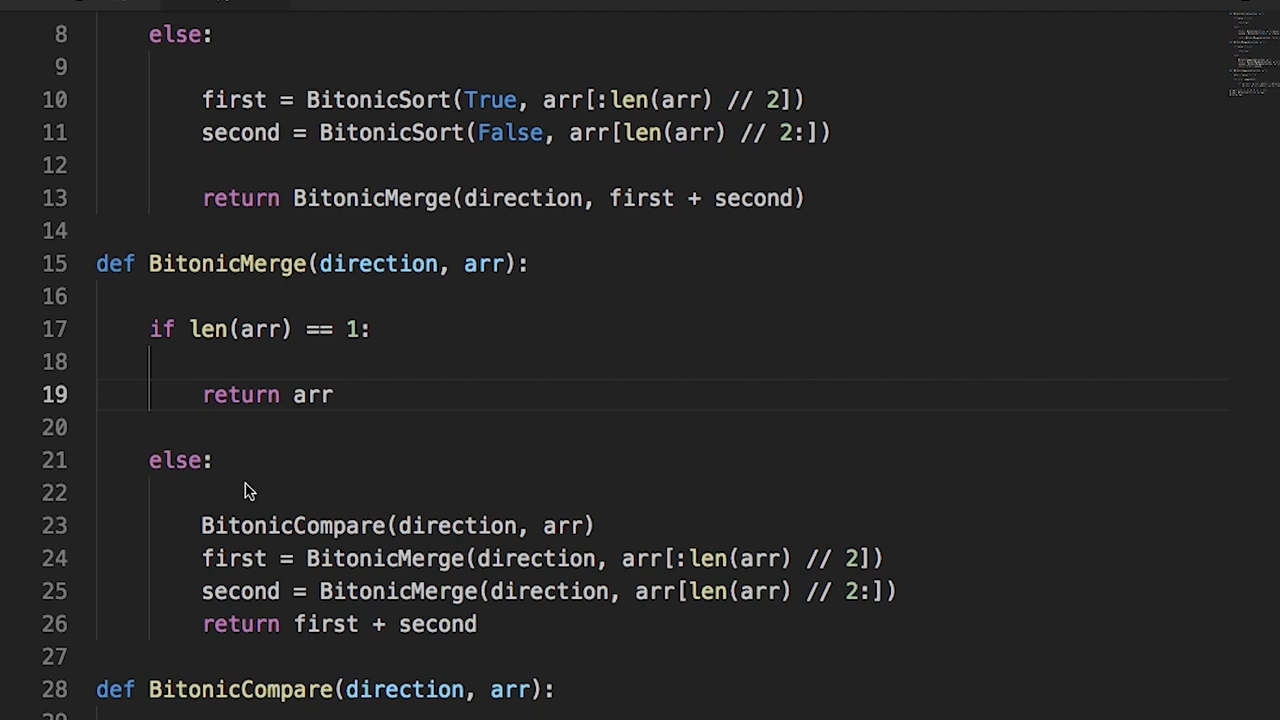 8 else:
9
10 first = BitonicSort(True, arr[:len(arr) // 2])
11 second = BitonicSort(False, arr[len(arr) // 2:])
12
13 return BitonicMerge(direction, first + second)
14
15 def BitonicMerge(direction, arr):
16
17 if len(arr) == 1:
18
19 return arr
20
21 else:
22
23 BitonicCompare(direction, arr)
24 first = BitonicMerge(direction, arr[:len(arr) // 2])
25 second = BitonicMerge(direction, arr[len(arr) // 2:])
26 return first + second
27
28 def BitonicCompare(direction, arr):